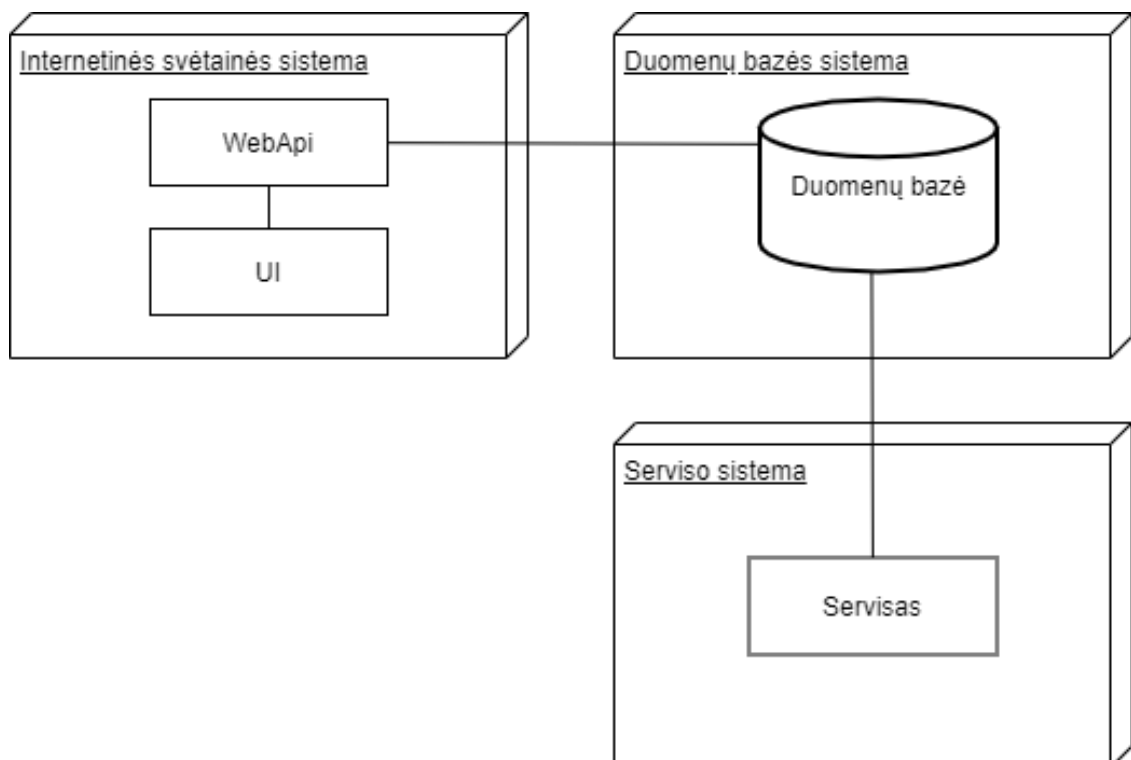 Internetinės svėtainės sistema
WebApi
UI
Duomenų bazės sistema
Duomenų bazė
Serviso sistema
Servisas